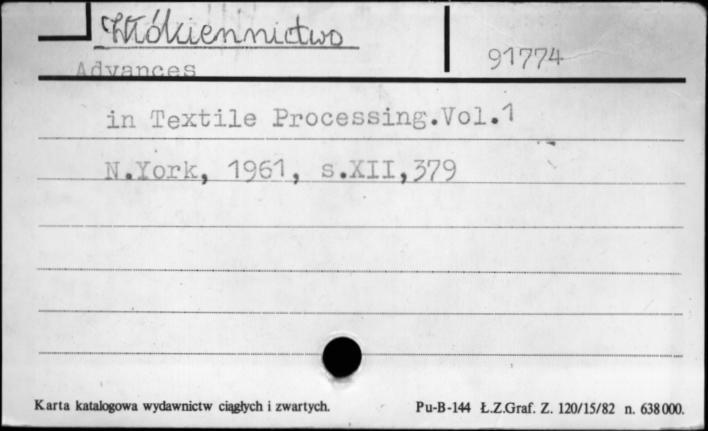 Włókiennictwo
91774
Advances
in Textile Processing.Vol.1
N.York, 1961, s.XII,379
Karta katalogowa wydawnictw ciągłych i zwartych.
Pu-B-144 Ł.Z.Graf. Z. 120/15/82 n. 638000.